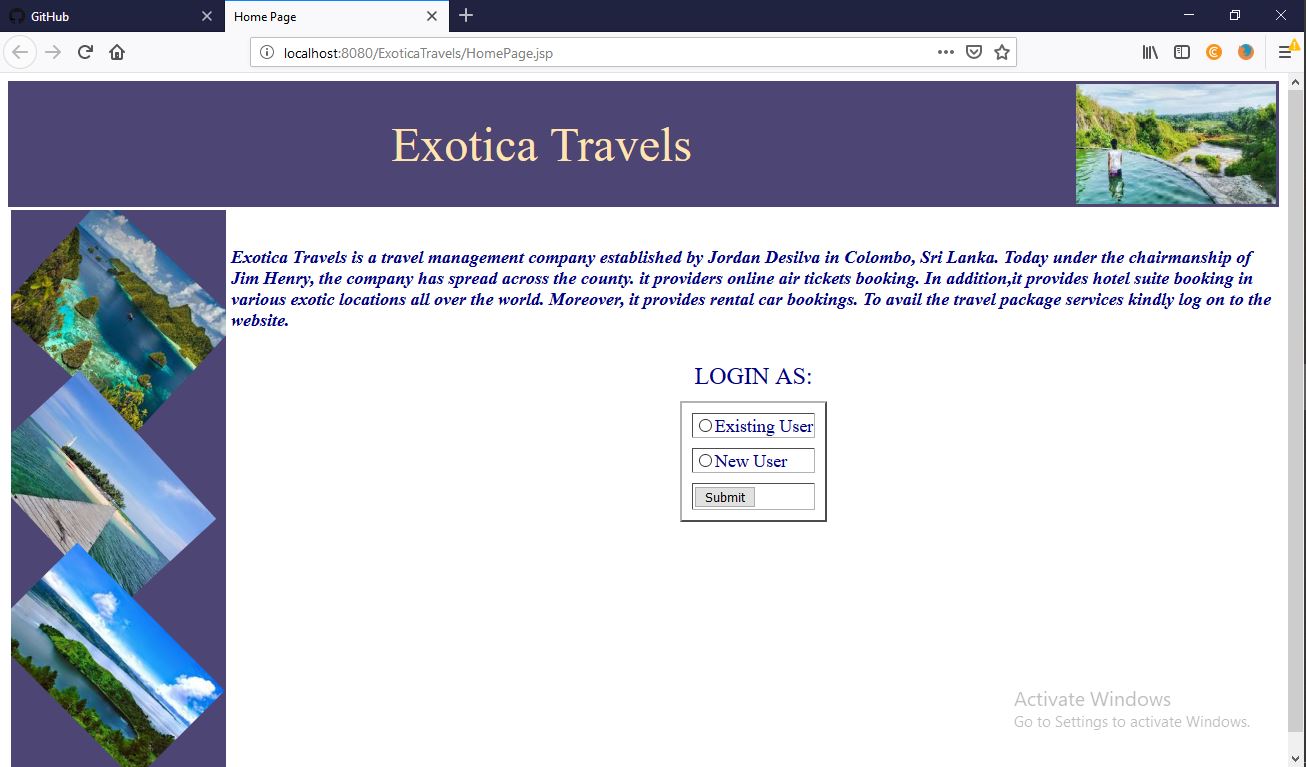 GitHub
Home Page
localhost:8080/ExoticaTravels/HomePage.jsp
Exotica Travels
Exotica Travels is a travel management company established by Jordan Desilva in Colombo, Sri Lanka. Today under the chairmanship of
Jim Henry, the company has spread across the county. it providers online air tickets booking. In addition,it provides hotel suite booking in
various exotic locations all over the world. Moreover, it provides rental car bookings. To avail the travel package services kindly log on to the
website.
LOGIN AS:
Existing User
New User
Submit
Activate Windows
Go to Settings to activate Windows.